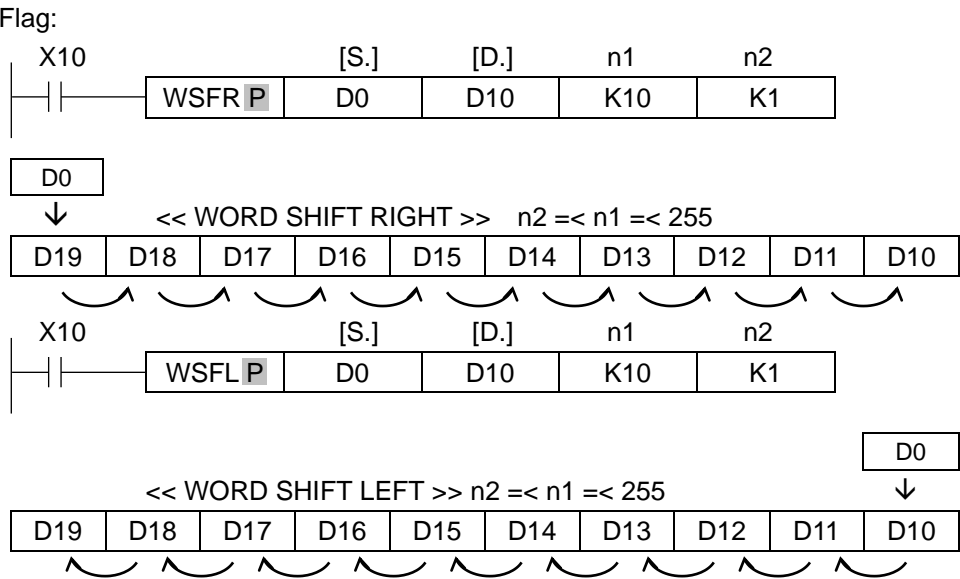 Flag:
X10 [S.] [D.] n1 n2
WSFR P D0 D10 K10 K1
D0
<< WORD SHIFT RIGHT >> n2 =< n1 =< 255
D19 D18 D17 D16 D15 D14 D13 D12 D11 D10
X10 [S.] [D.] n1 n2
WSFL P D0 D10 K10 K1
D0
<< WORD SHIFT LEFT >> n2 =< n1 =< 255
D19 D18 D17 D16 D15 D14 D13 D12 D11 D10